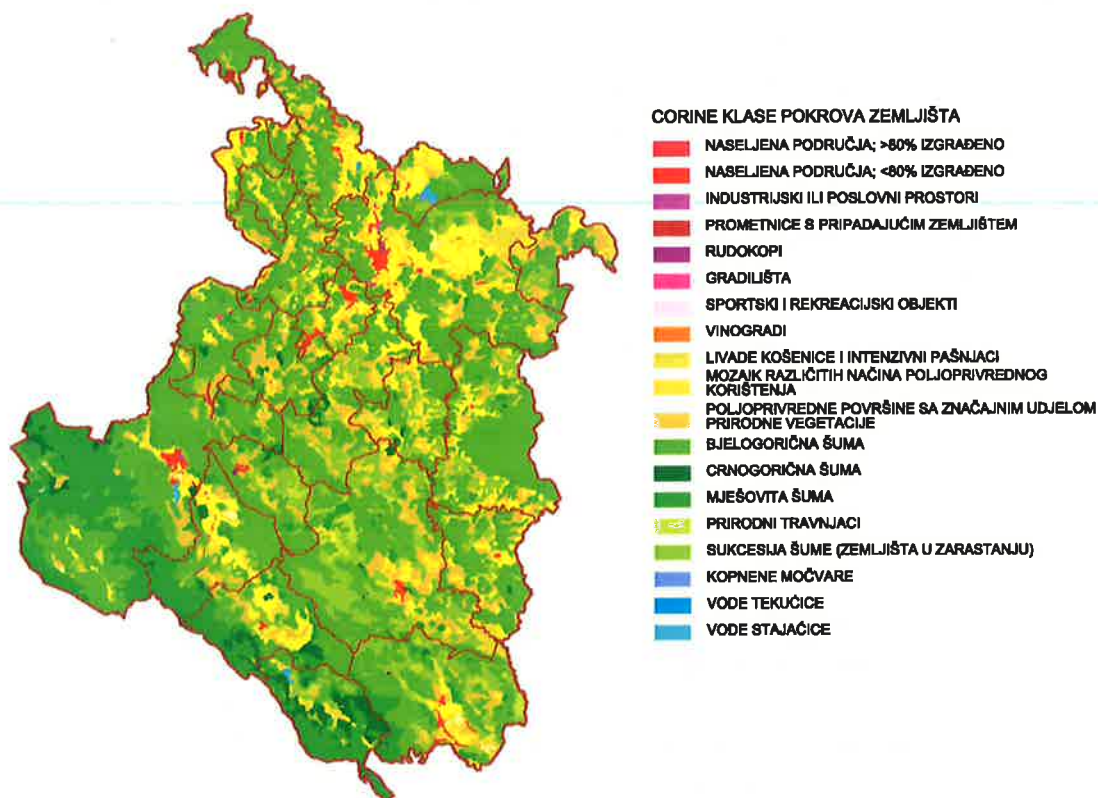 CORINE KLASE POKROVA ZEMLJIŠTA
NASELJENA PODRUČJA; >80% IZGRAĐENO
NASELJENA PODRUČJA; <80% IZGRAĐENO
INDUSTRIJSKI ILI POSLOVNI PROSTORI
PROMETNICE S PRIPADAJUĆIM ZEMLJIŠTEM
RUDOKOPI
GRADILIŠTA
SPORTSKI I REKREACIJSKI OBJEKTI
VINOGRADI
LIVADE KOŠENICE I INTENZIVNI PAŠNJACI
MOZAIK RAZLIČITIH NAČINA POLJOPRIVREDNOG
KORIŠTENJA
POLJOPRIVREDNE POVRŠINE SA ZNAČAJNIM UDJELOM
PRIRODNE VEGETACIJE
BJELOGORIČNA ŠUMA
CRNOGORIČNA ŠUMA
MJEŠOVITA ŠUMA
PRIRODNI TRAVNJACI
SUKCESIJA ŠUME (ZEMLJIŠTA U ZARASTANJU)
KOPNENE MOČVARE
VODE TEKUĆICE
VODE STAJAĆICE